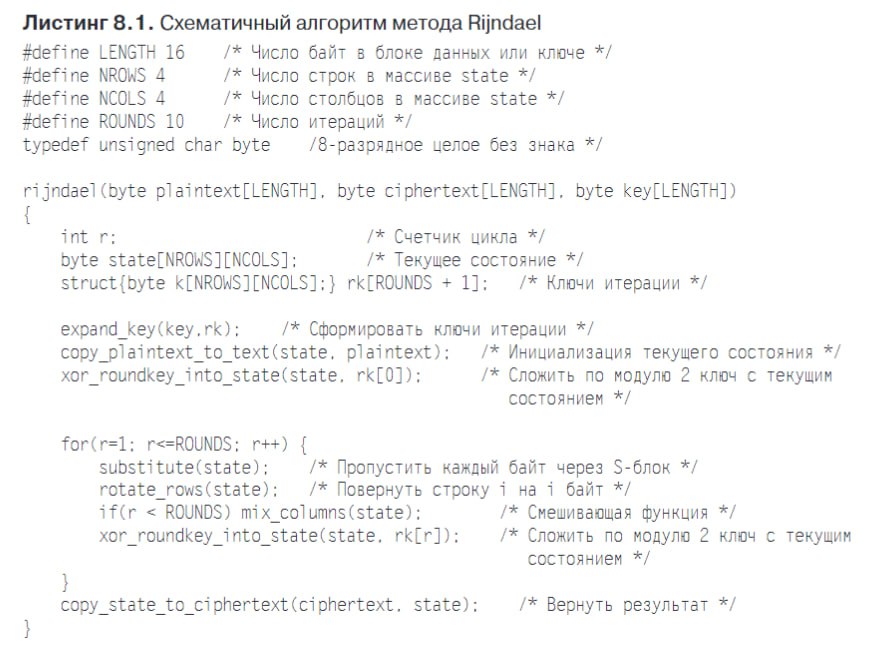 Листинг 8.1. Схематичный алгоритм метода Rijndael
#define LENGTH 16    /* Число байт в блоке данных или ключе */
#define NROWS 4      /* Число строк в массиве state */
#define NCOLS 4      /* Число столбцов в массиве state */
#define ROUNDS 10    /* Число итераций */
typedef unsigned char byte    /8-разрядное целое без знака */

rijndael(byte plaintext[LENGTH], byte ciphertext[LENGTH], byte key[LENGTH])
{
    int r;                           /* Счетчик цикла */
    byte state[NROWS][NCOLS];        /* Текущее состояние */
    struct{byte k[NROWS][NCOLS];} rk[ROUNDS + 1];   /* Ключи итерации */

    expand_key(key,rk);    /* Сформировать ключи итерации */
    copy_plaintext_to_text(state, plaintext);   /* Инициализация текущего состояния */
    xor_roundkey_into_state(state, rk[0]);      /* Сложить по модулю 2 ключ с текущим
                                                   состоянием */

    for(r=1; r<=ROUNDS; r++) {
        substitute(state);    /* Пропустить каждый байт через S-блок */
        rotate_rows(state);   /* Повернуть строку i на i байт */
        if(r < ROUNDS) mix_columns(state);        /* Смешивающая функция */
        xor_roundkey_into_state(state, rk[r]);    /* Сложить по модулю 2 ключ с текущим
                                                     состоянием */
    }
    copy_state_to_ciphertext(ciphertext, state);    /* Вернуть результат */
}